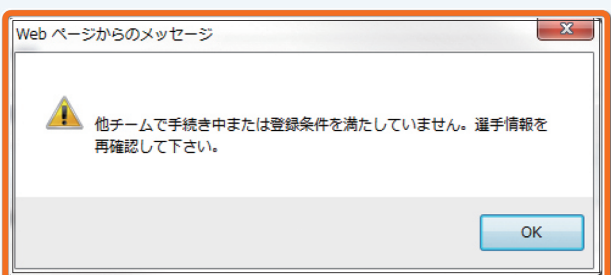 Web ページからのメッセージ
他チームで手続き中または登録条件を満たしていません。選手情報を
再確認して下さい。
OK